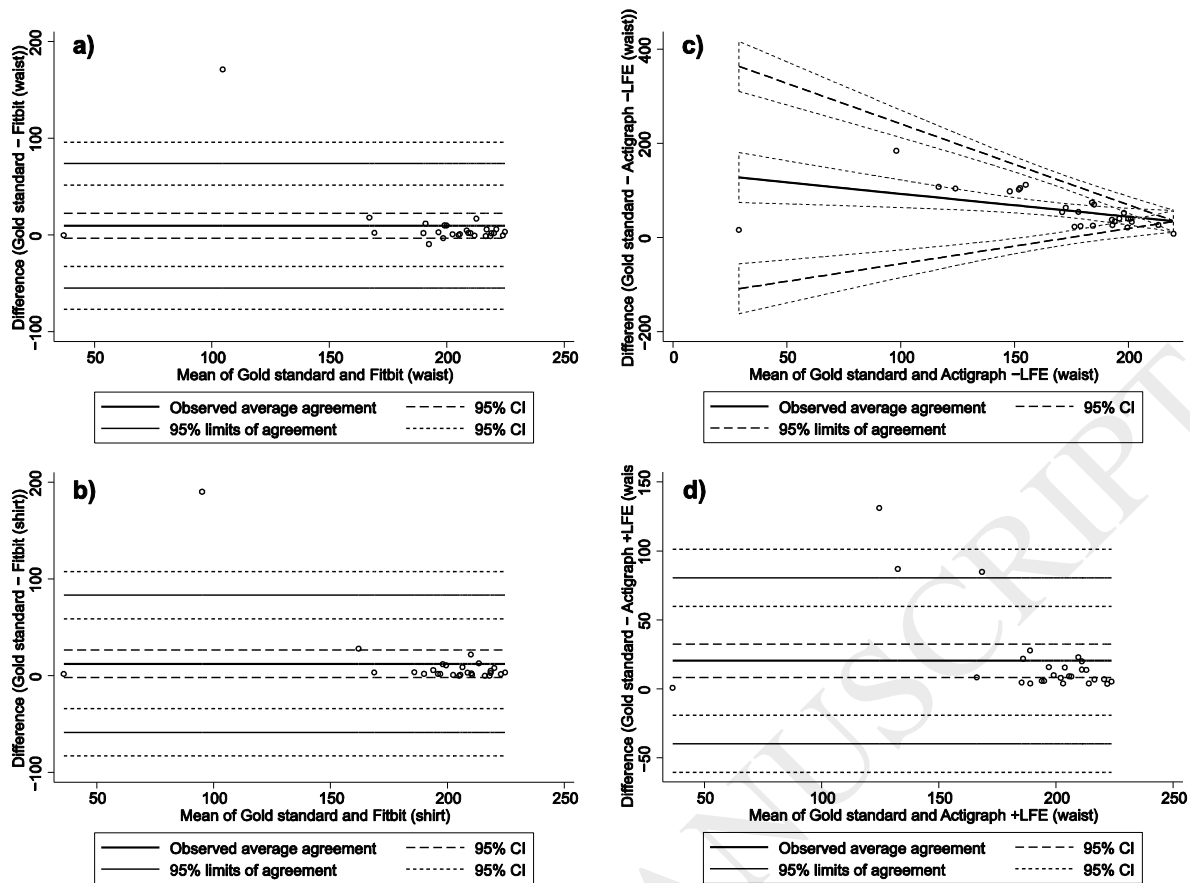 a)
Difference (Gold standard − Fitbit (waist))
200
100
0
−100
50
100
150
200
250
Mean of Gold standard and Fitbit (waist)
Observed average agreement
95% CI
95% limits of agreement
95% CI
c)
Difference (Gold standard − Actigraph −LFE (waist))
400
200
0
−200
0
50
100
150
200
Mean of Gold standard and Actigraph −LFE (waist)
Observed average agreement
95% CI
95% limits of agreement
b)
Difference (Gold standard − Fitbit (shirt))
200
100
0
−100
50
100
150
200
250
Mean of Gold standard and Fitbit (shirt)
Observed average agreement
95% CI
95% limits of agreement
95% CI
d)
Difference (Gold standard − Actigraph +LFE (wais
150
100
50
0
−50
50
100
150
200
250
Mean of Gold standard and Actigraph +LFE (waist)
Observed average agreement
95% CI
95% limits of agreement
95% CI
ANUSCRIPT